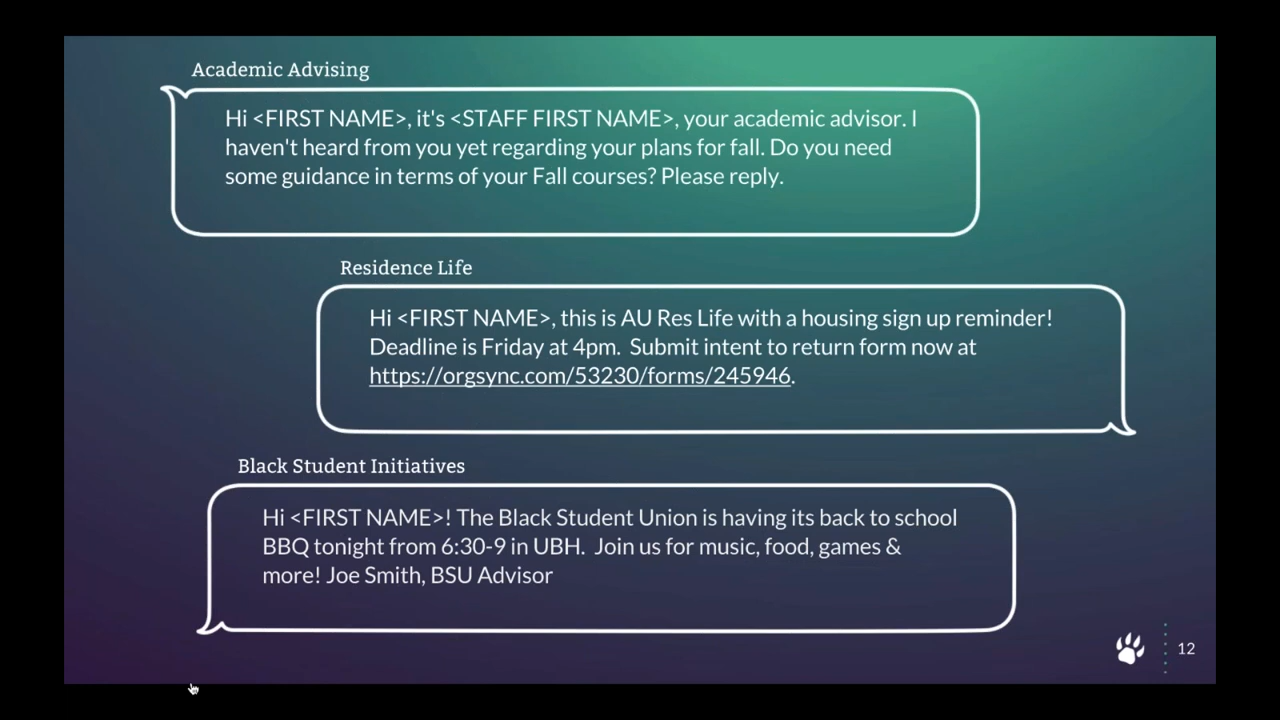 Academic Advising
Hi <FIRST NAME>, it's <STAFF FIRST NAME>, your academic advisor. I
haven't heard from you yet regarding your plans for fall. Do you need
some guidance in terms of your Fall courses? Please reply.
Residence Life
Hi <FIRST NAME>, this is AU Res Life with a housing sign up reminder!
Deadline is Friday at 4pm.  Submit intent to return form now at
https://orgsync.com/53230/forms/245946.
Black Student Initiatives
Hi <FIRST NAME>! The Black Student Union is having its back to school
BBQ tonight from 6:30-9 in UBH.  Join us for music, food, games &
more! Joe Smith, BSU Advisor
12